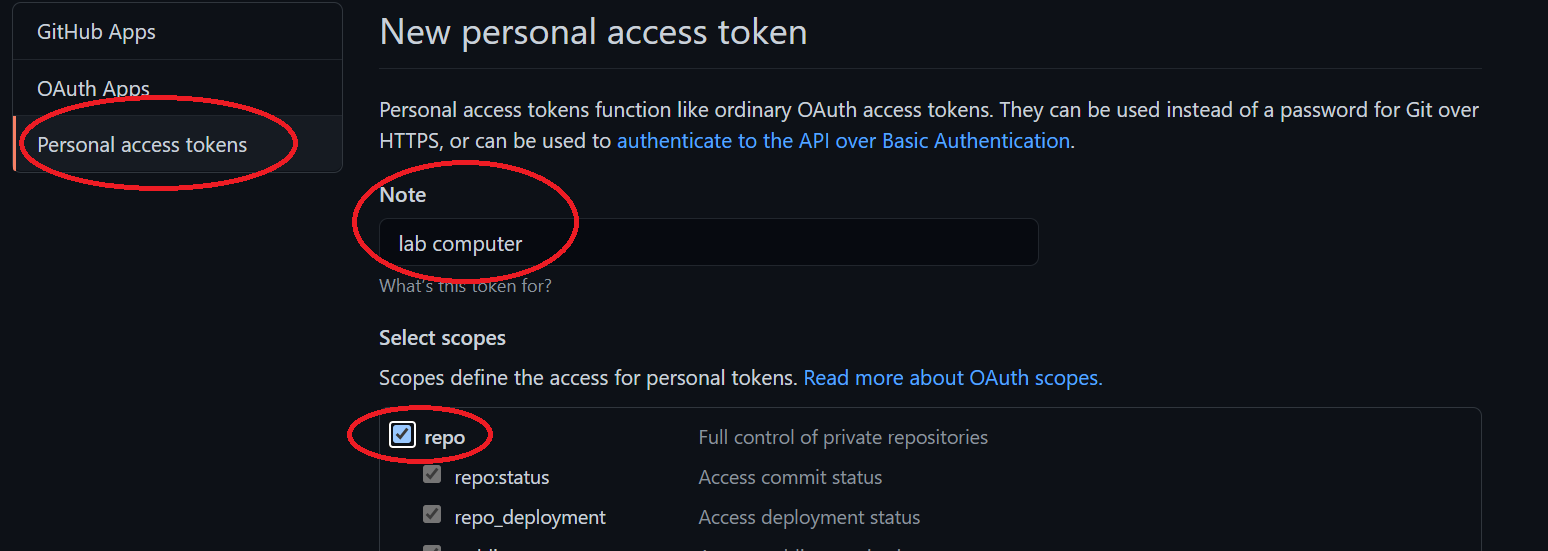 GitHub Apps
OAuth Apps
Personal access tokens
New personal access token
Personal access tokens function like ordinary OAuth access tokens. They can be used instead of a password for Git over
HTTPS, or can be used to authenticate to the API over Basic Authentication.
Note
lab computer
What's this token for?
Select scopes
Scopes define the access for personal tokens. Read more about OAuth scopes.
repo Full control of private repositories
repo:status Access commit status
repo_deployment Access deployment status